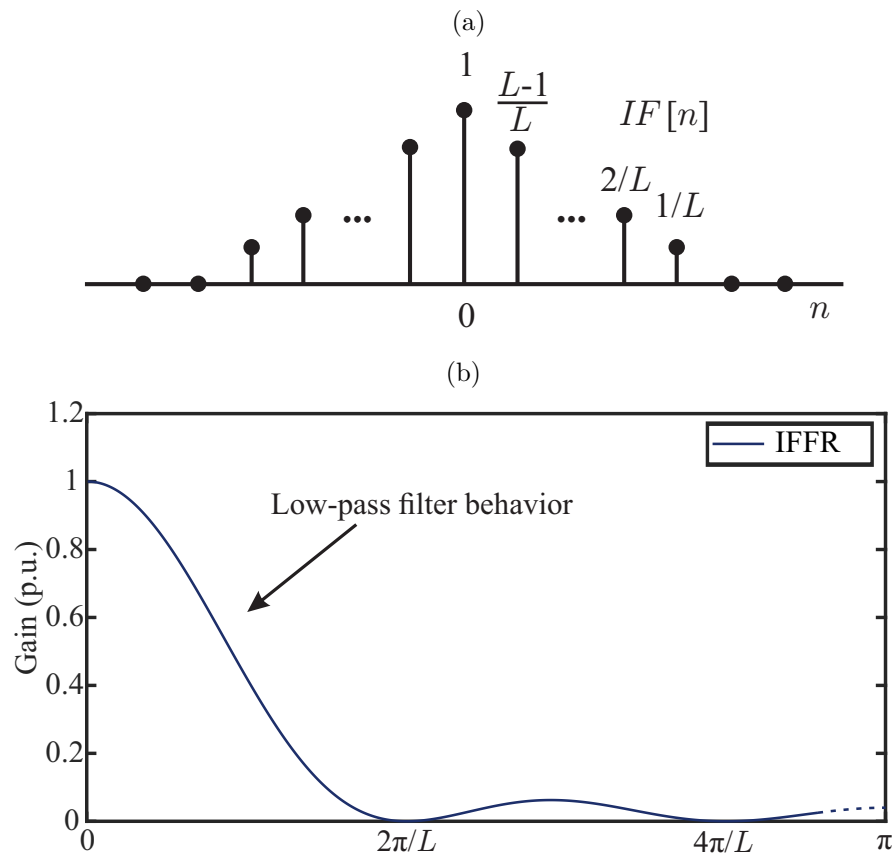 (a)
1
L-1
L
IF[n]
2/L
1/L
...
...
0
n
(b)
1.2
IFFR
1
Low-pass filter behavior
0.8
0.6
Gain (p.u.)
0.4
0.2
0
0
2π/L
4π/L
π